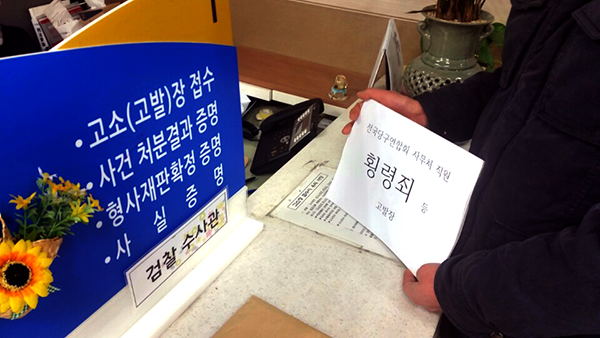 · 고소(고발)장 접수
· 사건 처분결과 증명
· 형사재판확정 증명
· 사 실 증 명
검찰 수사관
전국당구연합회 사무처 직원
횡령죄 등
고발장